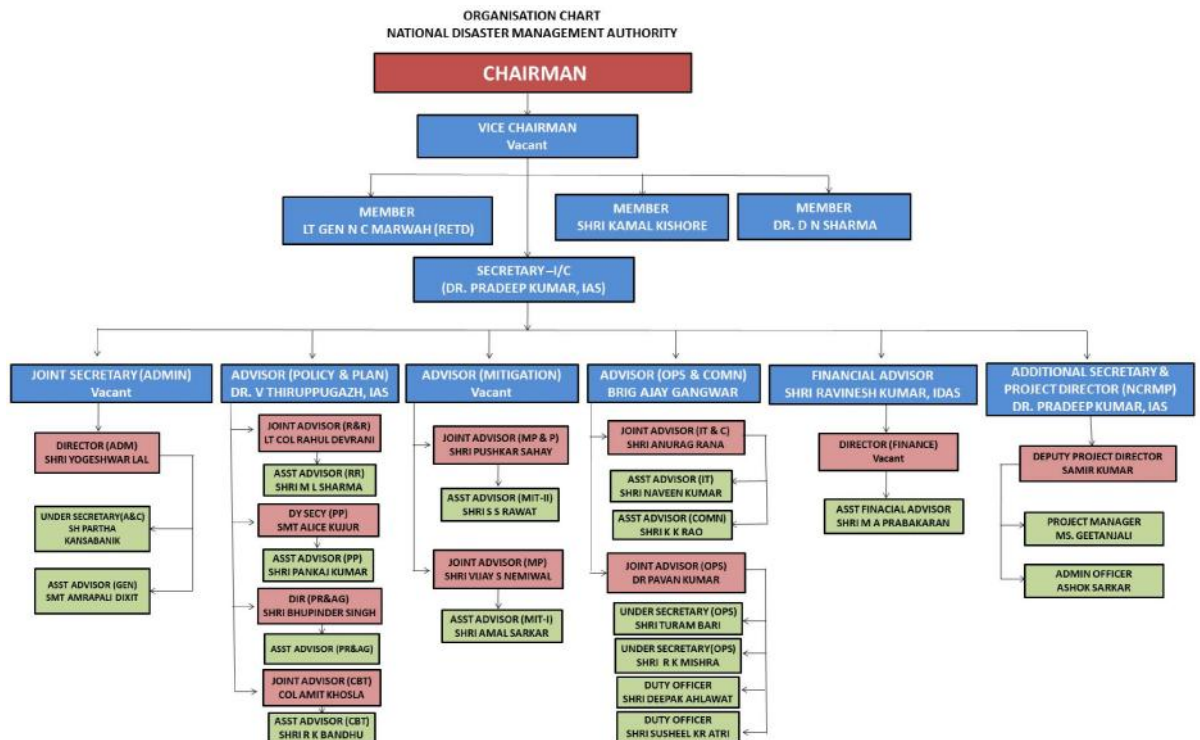 ORGANISATION CHART
NATIONAL DISASTER MANAGEMENT AUTHORITY
CHAIRMAN
VICE CHAIRMAN
Vacant
MEMBER
LT GEN N C MARWAH (RETD)
MEMBER
SHRI KAMAL KISHORE
MEMBER
DR. D N SHARMA
SECRETARY –I/C
(DR. PRADEEP KUMAR, IAS)
JOINT SECRETARY (ADMIN)
Vacant
DIRECTOR (ADM)
SHRI YOGESHWAR LAL
UNDER SECRETARY(A&C)
SH PARTHA
KANSABANIK
ASST ADVISOR (GEN)
SMT AMRAPALI DIXIT
ADVISOR (POLICY & PLAN)
DR. V THIRUPPUGAZH, IAS
JOINT ADVISOR (R&R)
LT COL RAHUL DEVRANI
ASST ADVISOR (RR)
SHRI M L SHARMA
DY SECY (PP)
SMT ALICE KUJUR
ASST ADVISOR (PP)
SHRI PANKAJ KUMAR
DIR (PR&AG)
SHRI BHUPINDER SINGH
ASST ADVISOR (PR&AG)
JOINT ADVISOR (CBT)
COL AMIT KHOSLA
ASST ADVISOR (CBT)
SHRI R K BANDHU
ADVISOR (MITIGATION)
Vacant
JOINT ADVISOR (MP & P)
SHRI PUSHKAR SAHAY
ASST ADVISOR (MIT-II)
SHRI S S RAWAT
JOINT ADVISOR (MP)
SHRI VIJAY S NEMIWAL
ASST ADVISOR (MIT-I)
SHRI AMAL SARKAR
ADVISOR (OPS & COMN)
BRIG AJAY GANGWAR
JOINT ADVISOR (IT & C)
SHRI ANURAG RANA
ASST ADVISOR (IT)
SHRI NAVEEN KUMAR
ASST ADVISOR (COMN)
SHRI K K RAO
JOINT ADVISOR (OPS)
DR PAVAN KUMAR
UNDER SECRETARY (OPS)
SHRI TURAM BARI
UNDER SECRETARY(OPS)
SHRI R K MISHRA
DUTY OFFICER
SHRI DEEPAK AHLAWAT
DUTY OFFICER
SHRI SUSHEEL KR ATRI
FINANCIAL ADVISOR
SHRI RAVINESH KUMAR, IDAS
DIRECTOR (FINANCE)
Vacant
ASST FINACIAL ADVISOR
SHRI M A PRABAKARAN
ADDITIONAL SECRETARY &
PROJECT DIRECTOR (NCRMP)
DR. PRADEEP KUMAR, IAS
DEPUTY PROJECT DIRECTOR
SAMIR KUMAR
PROJECT MANAGER
MS. GEETANJALI
ADMIN OFFICER
ASHOK SARKAR